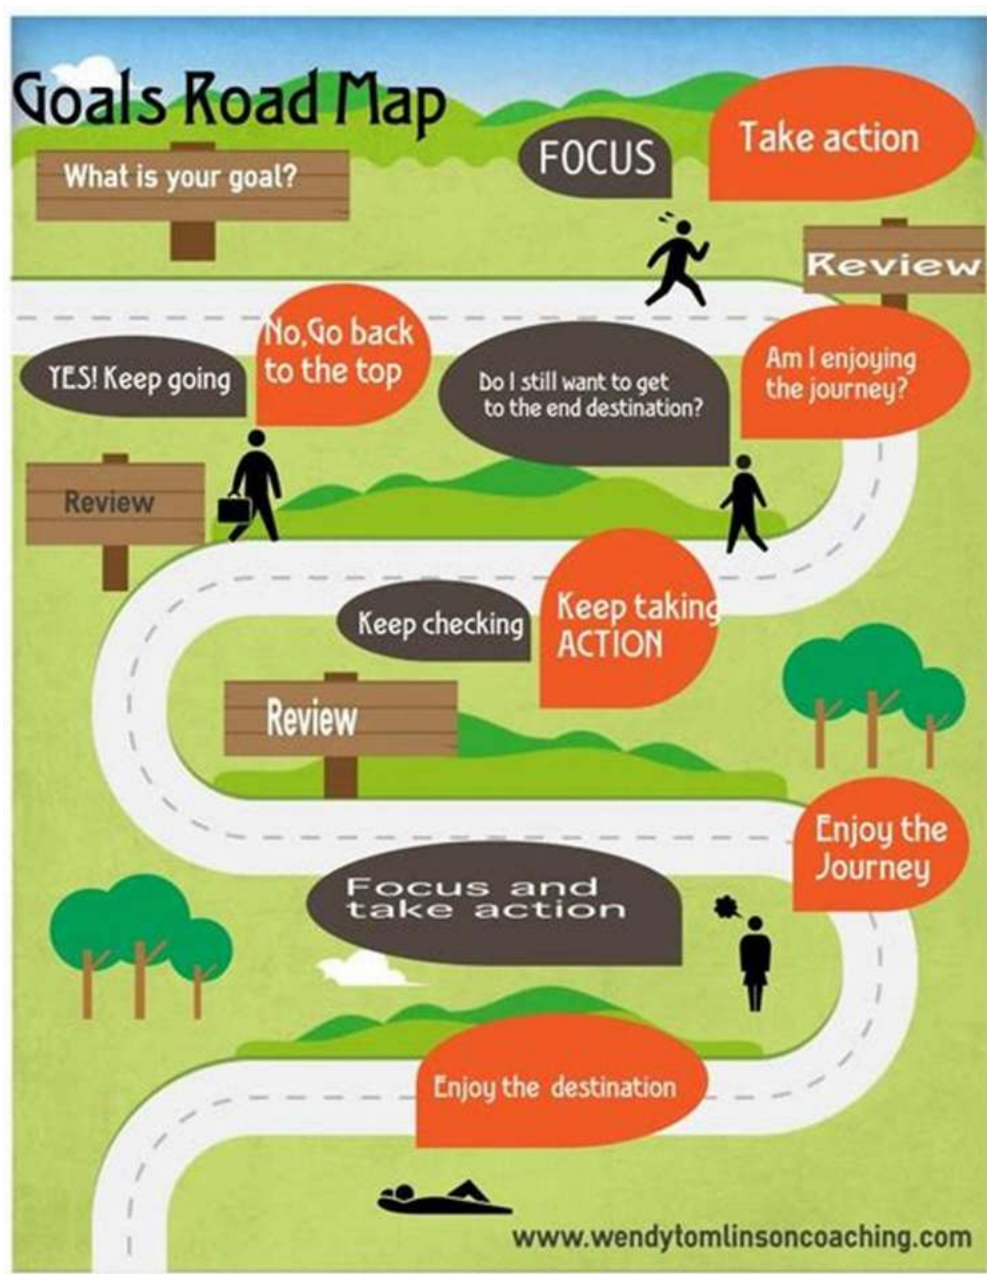 Goals Road Map
What is your goal?
FOCUS
Take action
Review
Am I enjoying
the journey?
Do I still want to get
to the end destination?
No,Go back
to the top
YES! Keep going
Review
Keep checking
Keep taking
ACTION
Review
Enjoy the
Journey
Focus and
take action
Enjoy the destination
www.wendytomlinsoncoaching.com